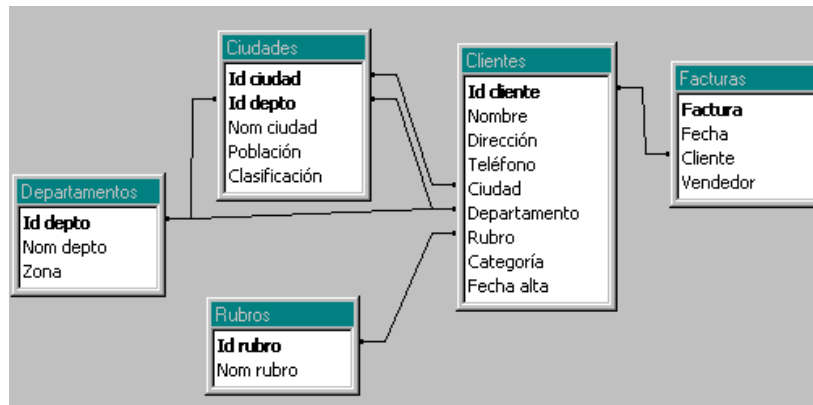 Ciudades
Id ciudad
Id depto
Nom ciudad
Población
Clasificación
Clientes
Id cliente
Nombre
Dirección
Teléfono
Ciudad
Departamento
Rubro
Categoría
Fecha alta
Facturas
Factura
Fecha
Cliente
Vendedor
Departamentos
Id depto
Nom depto
Zona
Rubros
Id rubro
Nom rubro